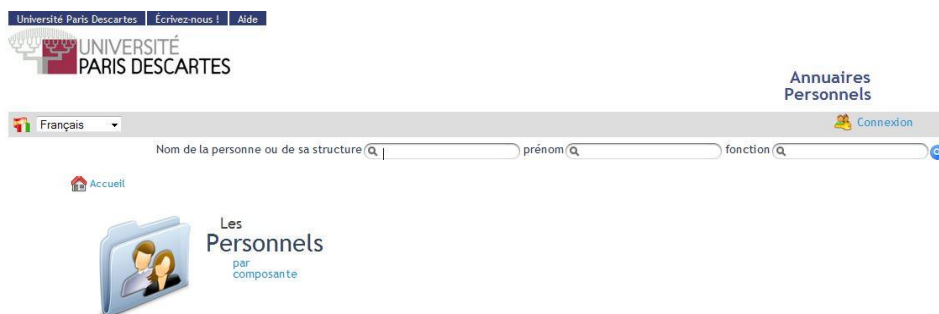 Université Paris Descartes Écrivez-nous ! Aide
UNIVERSITÉ
PARIS DESCARTES
Annuaires
Personnels
Français Connexion
Nom de la personne ou de sa structure prénom fonction
Accueil
Les
Personnels
par
composante